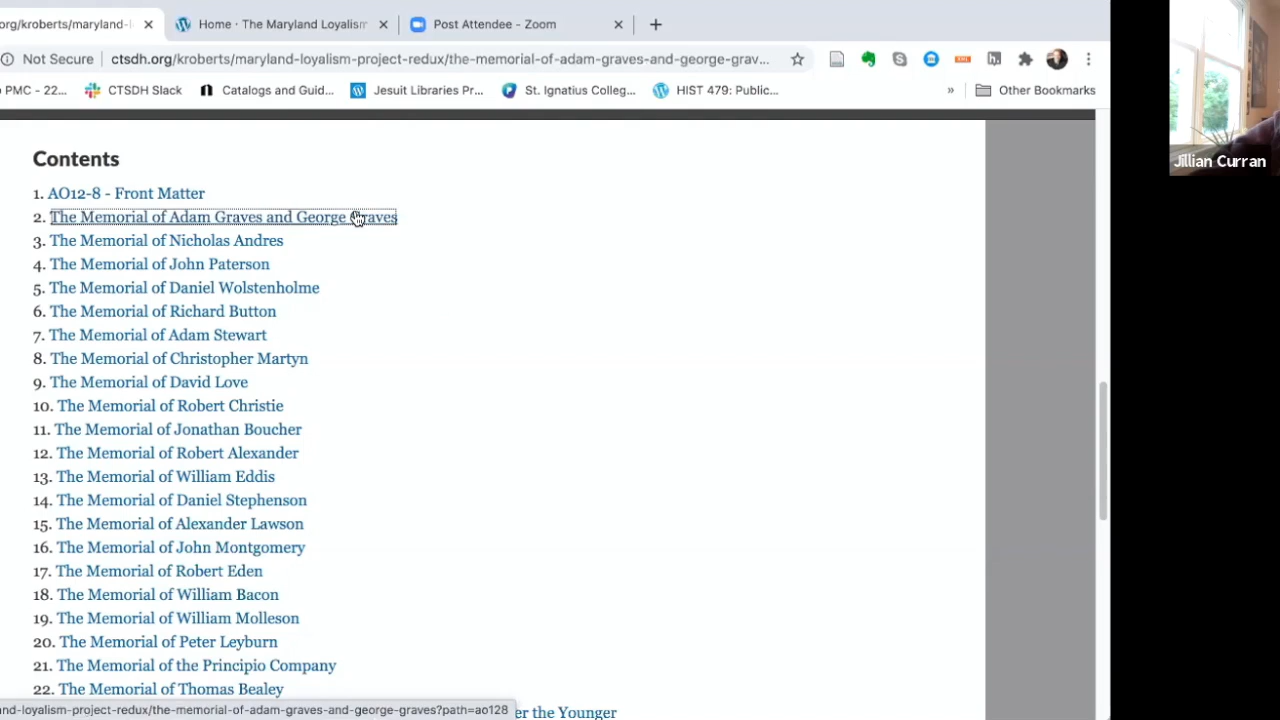 org/kroberts/maryland-l
Home · The Maryland Loyalism
Post Attendee - Zoom
Not Secure
ctsdh.org/kroberts/maryland-loyalism-project-redux/the-memorial-of-adam-graves-and-george-grav...
PMC - 22...
CTSDH Slack
Catalogs and Guid...
Jesuit Libraries Pr...
St. Ignatius Colleg...
HIST 479: Public...
»
Other Bookmarks
Contents
1. AO12-8 - Front Matter
2. The Memorial of Adam Graves and George Graves
3. The Memorial of Nicholas Andres
4. The Memorial of John Paterson
5. The Memorial of Daniel Wolstenholme
6. The Memorial of Richard Button
7. The Memorial of Adam Stewart
8. The Memorial of Christopher Martyn
9. The Memorial of David Love
10. The Memorial of Robert Christie
11. The Memorial of Jonathan Boucher
12. The Memorial of Robert Alexander
13. The Memorial of William Eddis
14. The Memorial of Daniel Stephenson
15. The Memorial of Alexander Lawson
16. The Memorial of John Montgomery
17. The Memorial of Robert Eden
18. The Memorial of William Bacon
19. The Memorial of William Molleson
20. The Memorial of Peter Leyburn
21. The Memorial of the Principio Company
22. The Memorial of Thomas Bealey
er the Younger
and-loyalism-project-redux/the-memorial-of-adam-graves-and-george-graves?path=ao128
Jillian Curran